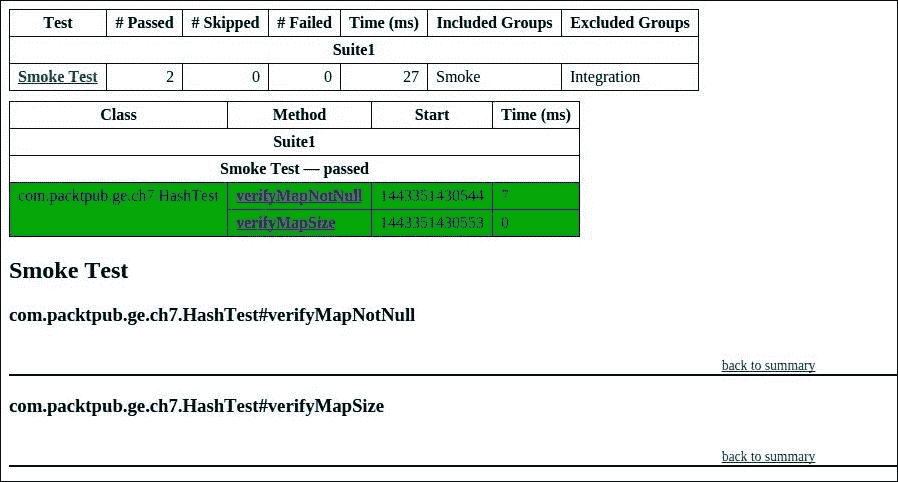 Test # Passed # Skipped # Failed Time (ms) Included Groups Excluded Groups
Suite1
Smoke Test 2 0 0 27 Smoke Integration
Class Method Start Time (ms)
Suite1
Smoke Test — passed
com.packtpub.ge.ch7.HashTest verifyMapNotNull 1443351430544 7
verifyMapSize 1443351430553 0
Smoke Test
com.packtpub.ge.ch7.HashTest#verifyMapNotNull
back to summary
com.packtpub.ge.ch7.HashTest#verifyMapSize
back to summary